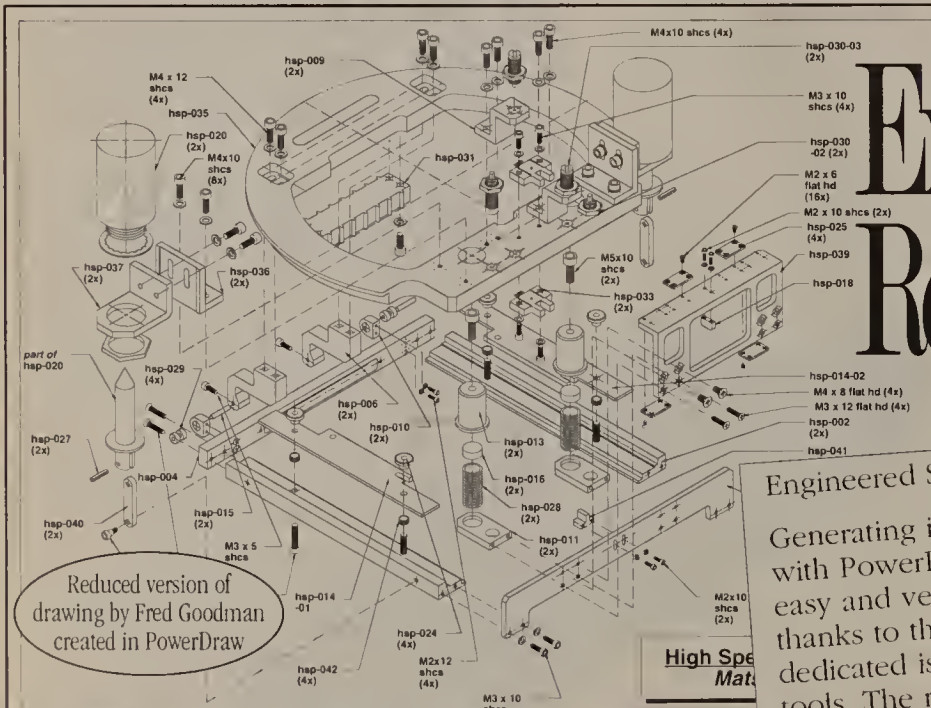 M4x10 shcs (4x)
hsp-009
(2x)
hsp-030-03
(2x)
M4 x 12
shcs
(4x)
hsp-035
hsp-020
(2x)
M4x10
shcs
(8x)
hsp-031
M3 x 10
shcs (4x)
hsp-030
-02 (2x)
M2 x 6
flat hd
(16x)
M2 x 10 shcs (2x)
hsp-025
(4x)
hsp-039
hsp-018
hsp-037
(2x)
hsp-036
(2x)
M5x10
shcs
(2x)
hsp-033
(2x)
part of
hsp-020
hsp-029
(4x)
hsp-014-02
M4 x 8 flat hd (4x)
M3 x 12 flat hd (4x)
hsp-002
(2x)
hsp-041
hsp-006
(2x)
hsp-010
(2x)
hsp-013
(2x)
hsp-027
(2x)
hsp-004
hsp-016
(2x)
hsp-015
(2x)
hsp-028
(2x)
hsp-040
(2x)
hsp-011
(2x)
M3 x 5
shcs
Reduced version of
drawing by Fred Goodman
created in PowerDraw
hsp-014
-01
hsp-042
(4x)
hsp-024
(4x)
M2x12
shcs
(4x)
M3 x 10
shcs
M2x10
shcs
(2x)
High Spe
Mats
Engineered S
Generating i
with Power
easy and ve
thanks to th
dedicated is
tools. The